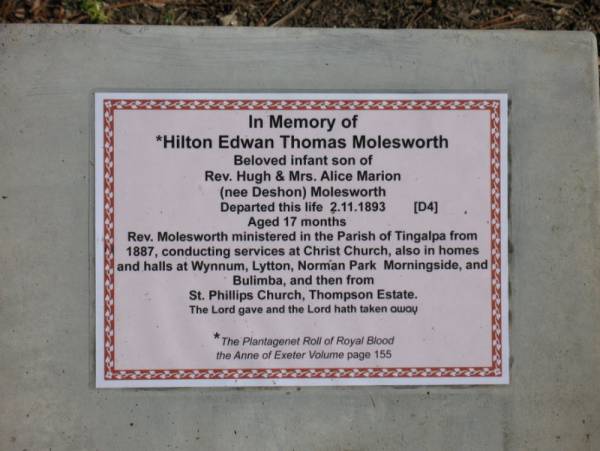 In Memory of
*Hilton Edwan Thomas Molesworth
Beloved infant son of
Rev. Hugh & Mrs. Alice Marion
(nee Deshon) Molesworth
Departed this life 2.11.1893 [D4]
Aged 17 months
Rev. Molesworth ministered in the Parish of Tingalpa from
1887, conducting services at Christ Church, also in homes
and halls at Wynnum, Lytton, Norman Park Morningside, and
Bulimba, and then from
St. Phillips Church, Thompson Estate.
The Lord gave and the Lord hath taken away
*The Plantagenet Roll of Royal Blood
the Anne of Exeter Volume page 155